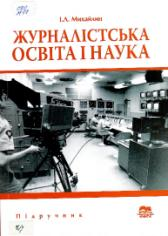 І.Л. Михайлин
ЖУРНАЛІСТСЬКА
ОСВІТА І НАУКА
Підручник